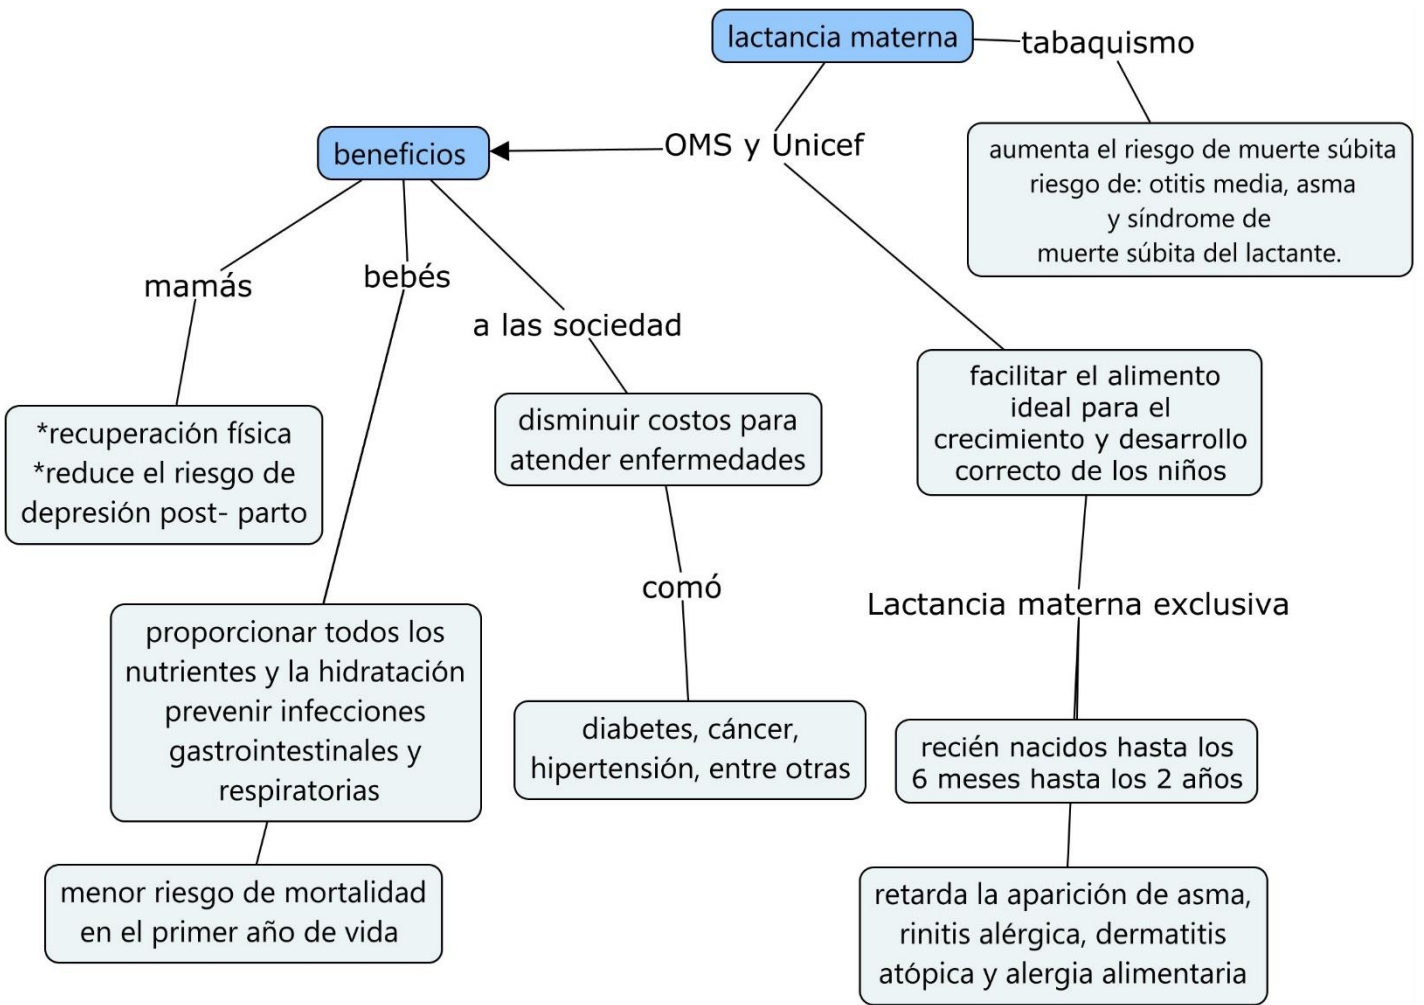 lactancia materna
tabaquismo
aumenta el riesgo de muerte súbita
riesgo de: otitis media, asma
y síndrome de
muerte súbita del lactante.
OMS y Unicef
beneficios
mamás
bebés
a las sociedad
*recuperación física
*reduce el riesgo de
depresión post- parto
proporcionar todos los
nutrientes y la hidratación
prevenir infecciones
gastrointestinales y
respiratorias
menor riesgo de mortalidad
en el primer año de vida
disminuir costos para
atender enfermedades
comó
diabetes, cáncer,
hipertensión, entre otras
facilitar el alimento
ideal para el
crecimiento y desarrollo
correcto de los niños
Lactancia materna exclusiva
recién nacidos hasta los
6 meses hasta los 2 años
retarda la aparición de asma,
rinitis alérgica, dermatitis
atópica y alergia alimentaria